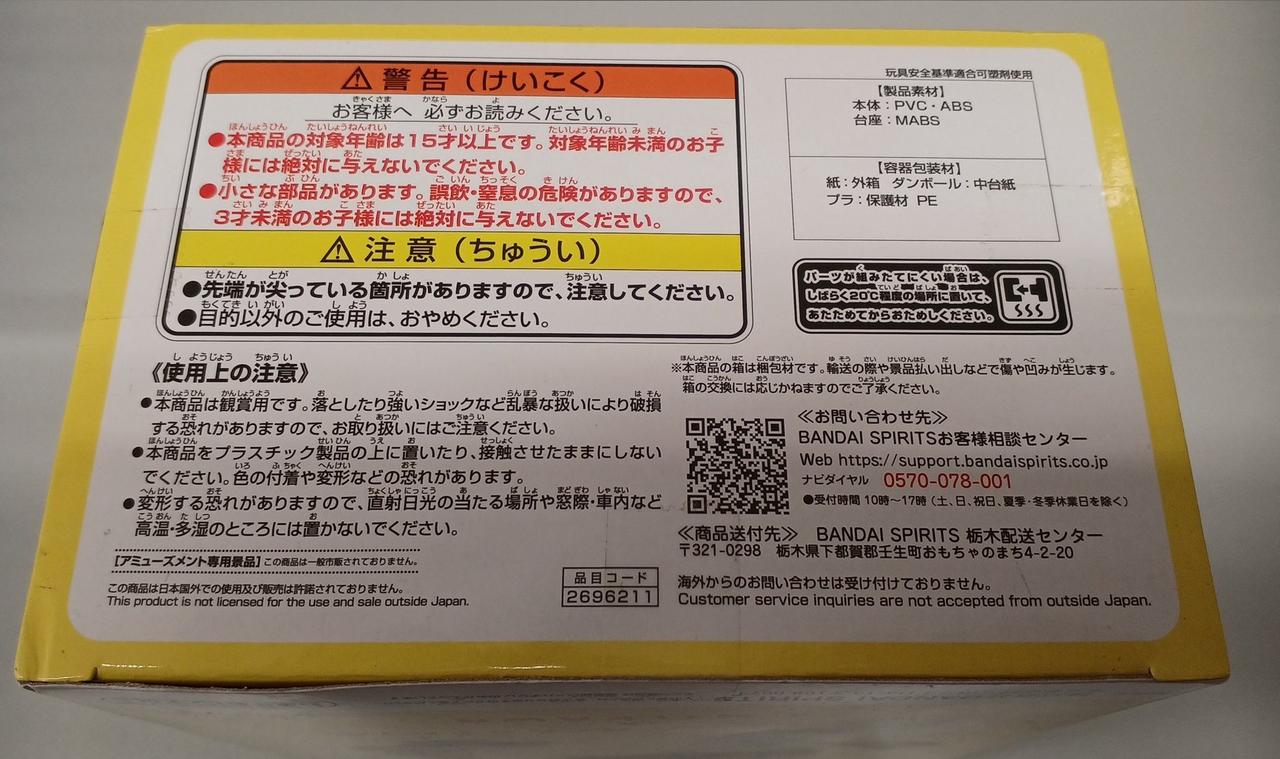 ⚠警告（けいこく）
お客様へ 必ずお読みください。
●本商品の対象年齢は15才以上です。対象年齢未満のお子
様には絶対に与えないでください。
●小さな部品があります。誤飲・窒息の危険がありますので、
3才未満のお子様には絶対に与えないでください。
⚠注意（ちゅうい）
●先端が尖っている箇所がありますので、注意してください。
●目的以外のご使用は、おやめください。
玩具安全基準適合可塑剤使用
【製品素材】
本体：PVC・ABS
台座：MABS
【容器包装材】
紙：外箱 ダンボール：中台紙
プラ：保護材 PE
パーツが組みたてにくい場合は、
しばらく20℃程度の場所に置いて、
あたためてからおためしください。
《使用上の注意》
●本商品は観賞用です。落としたり強いショックなど乱暴な扱いにより破損
する恐れがありますので、お取り扱いにはご注意ください。
●本商品をプラスチック製品の上に置いたり、接触させたままにしない
でください。色の付着や変形などの恐れがあります。
●変形する恐れがありますので、直射日光の当たる場所や窓際・車内など
高温・多湿のところには置かないでください。
[アミューズメント専用景品] この商品は一般市販されておりません。
この商品は日本国外での使用及び販売は許諾されておりません。
This product is not licensed for the use and sale outside Japan.
品目コード
2696211
※本商品の箱は梱包材です。輸送の際や景品払い出しなどで傷や凹みが生じます。
箱の交換には応じかねますのでご了承ください。
≪お問い合わせ先≫
BANDAI SPIRITSお客様相談センター
Web https://support.bandaispirits.co.jp
ナビダイヤル 0570-078-001
●受付時間 10時〜17時（土、日、祝日、夏季・冬季休業日を除く）
≪商品送付先≫ BANDAI SPIRITS 栃木配送センター
〒321-0298 栃木県下都賀郡壬生町おもちゃのまち4-2-20
海外からのお問い合わせは受け付けておりません。
Customer service inquiries are not accepted from outside Japan.